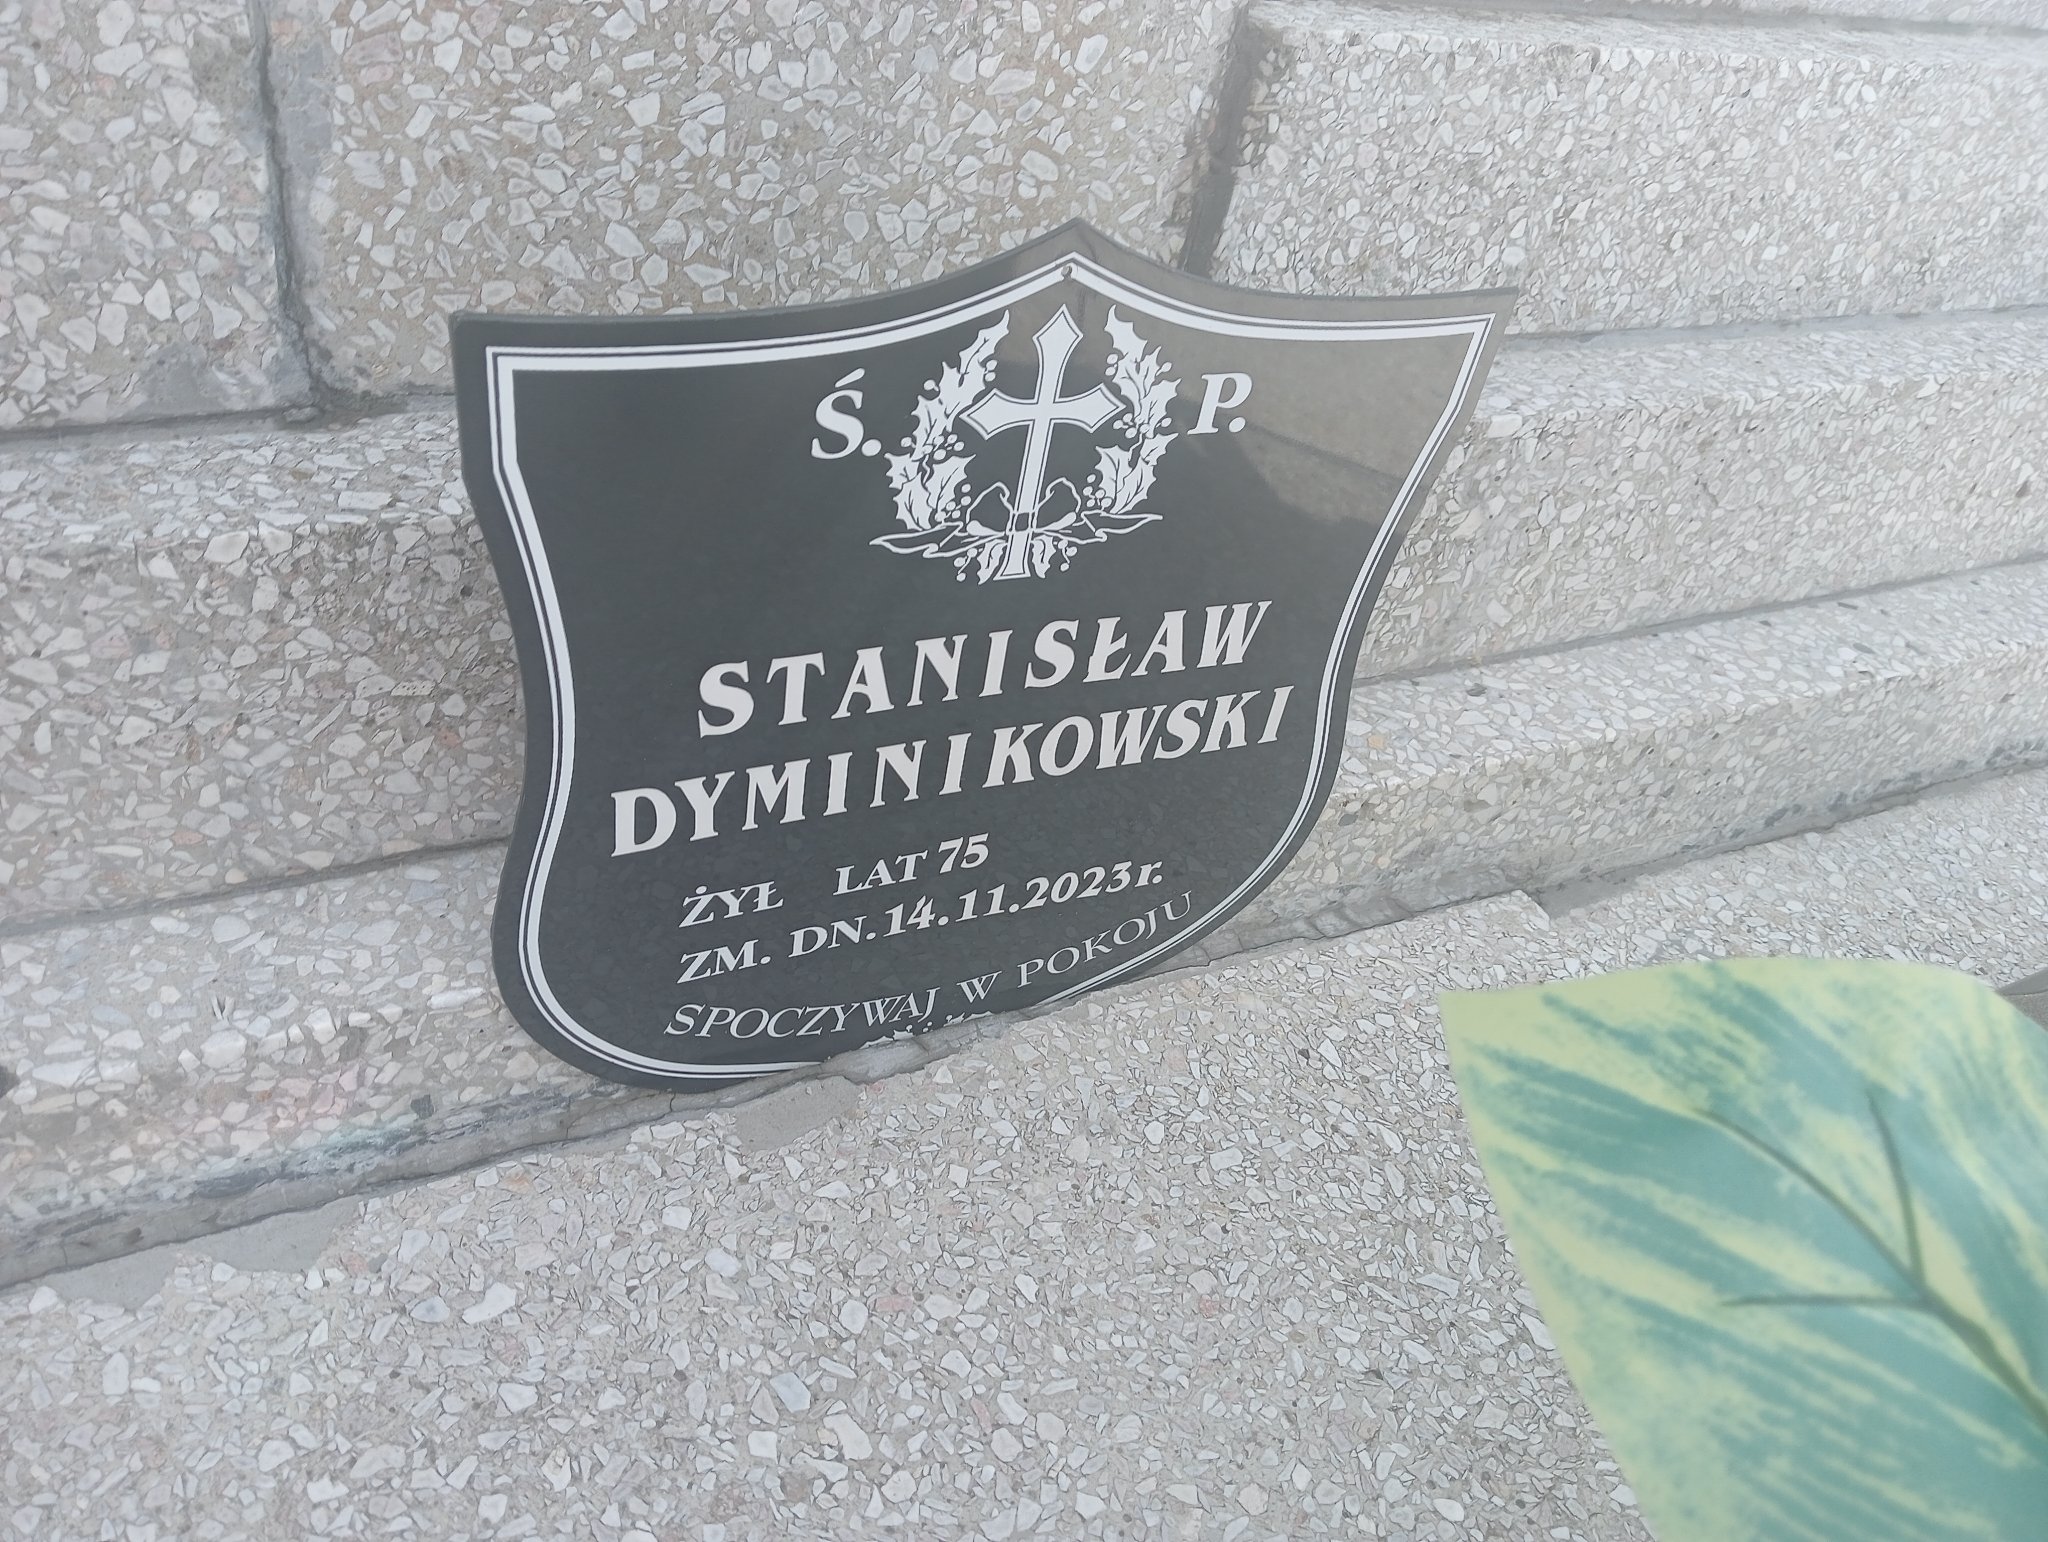 Ś. P.
STANISŁAW
DYMINIKOWSKI
ŻYŁ LAT 75
ZM. DN. 14.11.2023 r.
SPOCZYWAJ W POKOJU